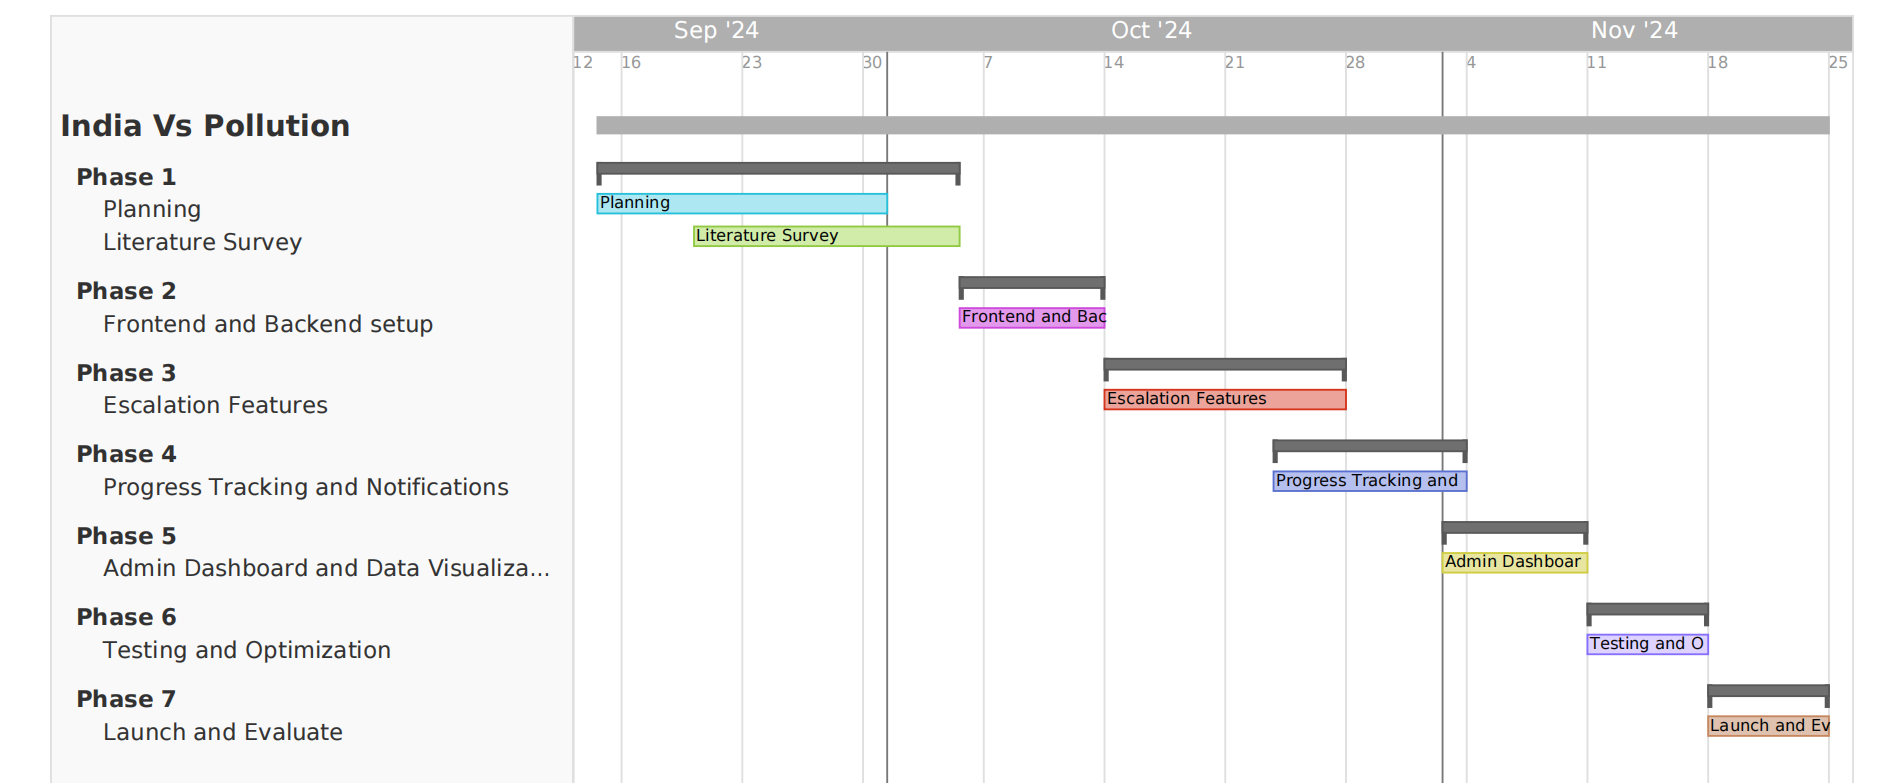 Sep '24 Oct '24 Nov '24
12 16 23 30 7 14 21 28 4 11 18 25
India Vs Pollution
Phase 1
Planning Planning
Literature Survey Literature Survey
Phase 2
Frontend and Backend setup Frontend and Bac
Phase 3
Escalation Features Escalation Features
Phase 4
Progress Tracking and Notifications Progress Tracking and
Phase 5
Admin Dashboard and Data Visualiza... Admin Dashboar
Phase 6
Testing and Optimization Testing and O
Phase 7
Launch and Evaluate Launch and Ev